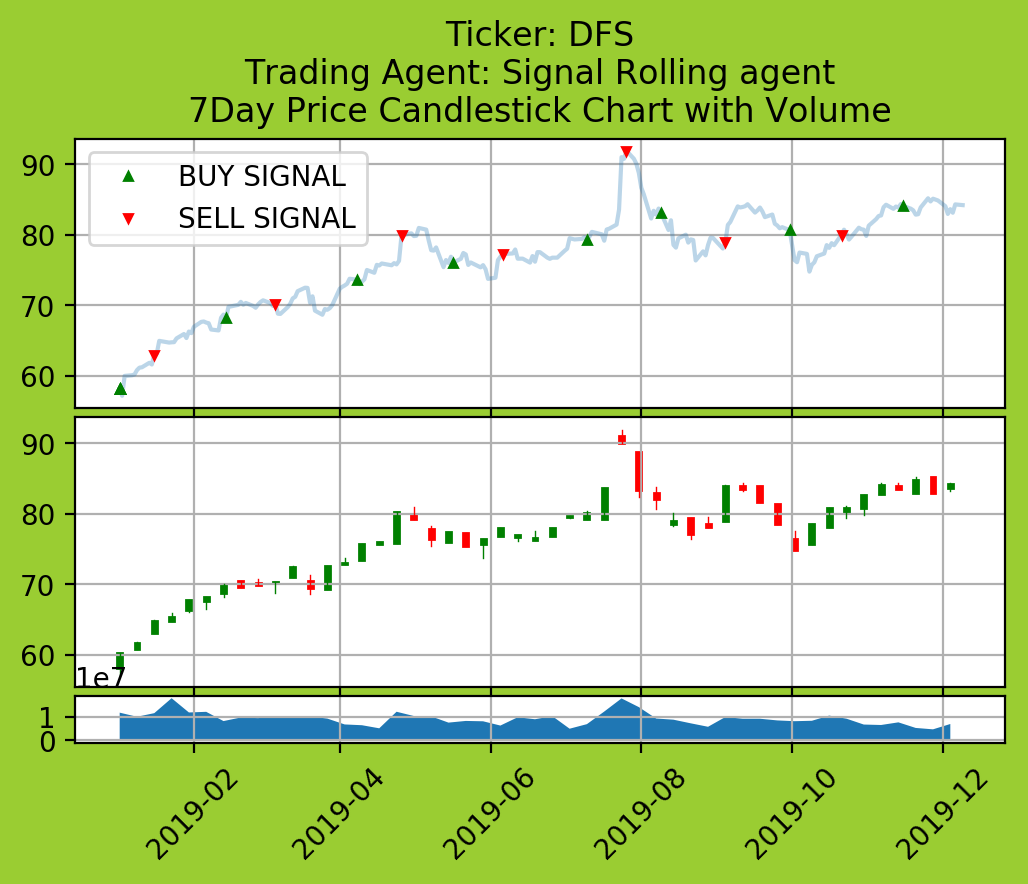 Ticker: DFS
Trading Agent: Signal Rolling agent
7Day Price Candlestick Chart with Volume
BUY SIGNAL
SELL SIGNAL
90
80
70
60
90
80
70
60
1e7
1
0
2019-02
2019-04
2019-06
2019-08
2019-10
2019-12